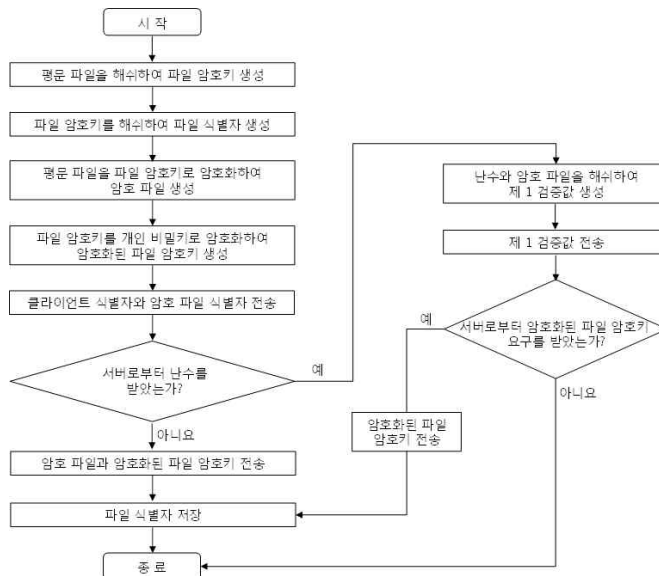 시 작
평문 파일을 해쉬하여 파일 암호키 생성
파일 암호키를 해쉬하여 파일 식별자 생성
평문 파일을 파일 암호키로 암호화하여
암호 파일 생성
파일 암호키를 개인 비밀키로 암호화하여
암호화된 파일 암호키 생성
클라이언트 식별자와 암호 파일 식별자 전송
서버로부터 난수를
받았는가?
예
아니요
암호 파일과 암호화된 파일 암호키 전송
파일 식별자 저장
종 료
난수와 암호 파일을 해쉬하여
제 1 검증값 생성
제 1 검증값 전송
서버로부터 암호화된 파일 암호키
요구를 받았는가?
예
아니요
암호화된 파일
암호키 전송